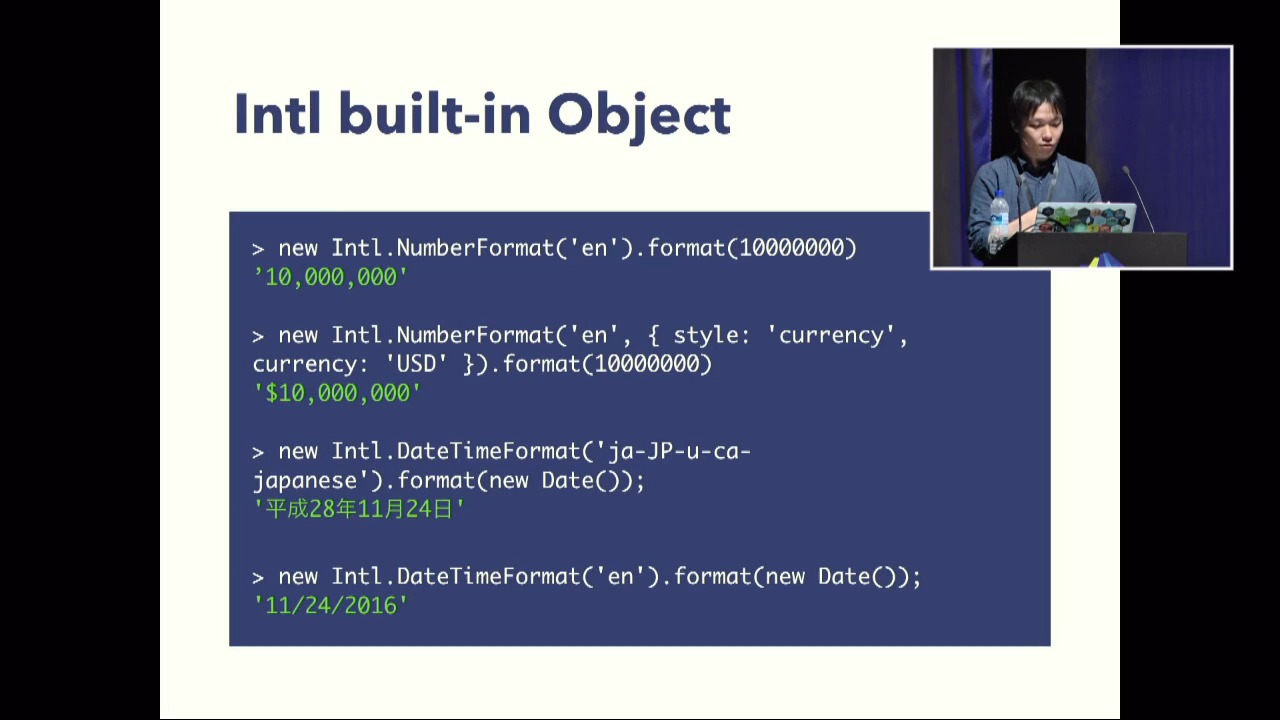 Intl built-in Object
> new Intl.NumberFormat('en').format(10000000)
’10,000,000'
> new Intl.NumberFormat('en', { style: 'currency',
currency: 'USD' }).format(10000000)
'$10,000,000'
> new Intl.DateTimeFormat('ja-JP-u-ca-
japanese').format(new Date());
'平成28年11月24日'
> new Intl.DateTimeFormat('en').format(new Date());
'11/24/2016'